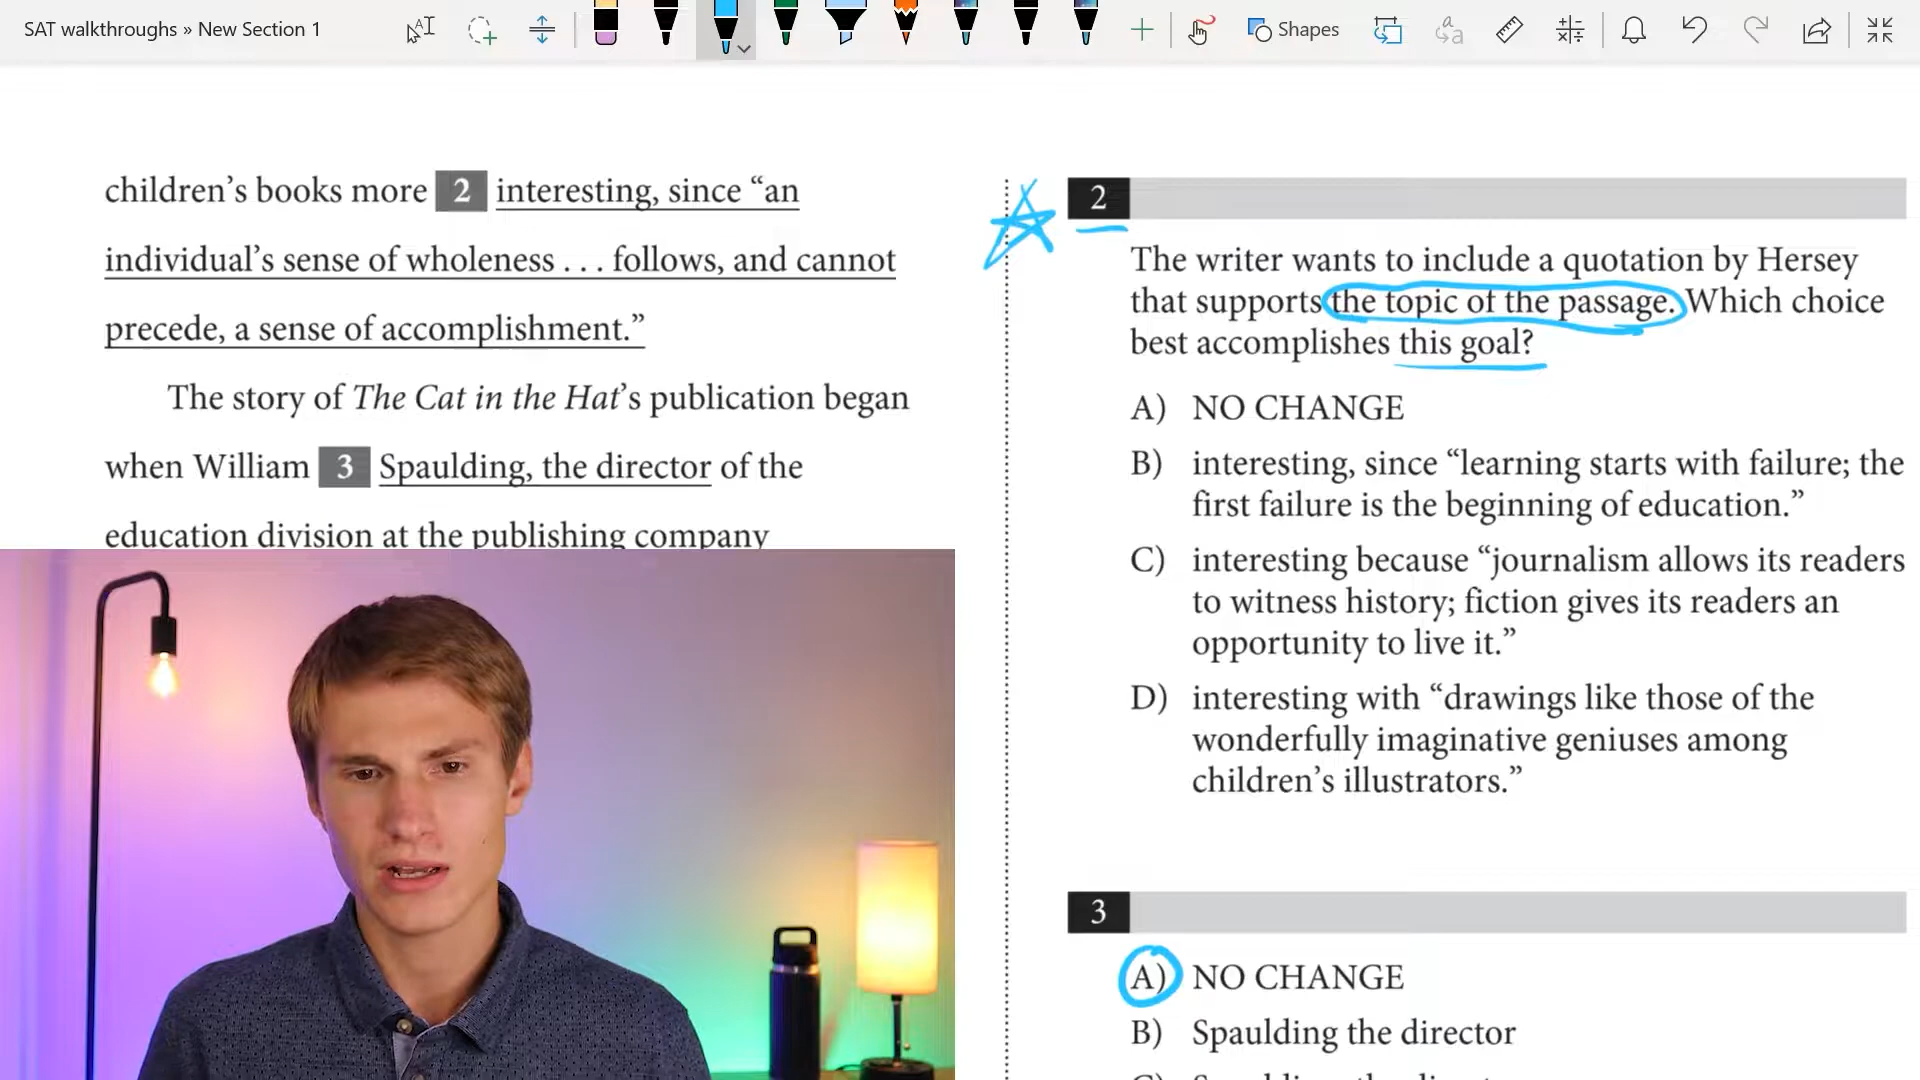 SAT walkthroughs » New Section 1
Shapes
children’s books more 2 interesting, since “an
individual’s sense of wholeness . . . follows, and cannot
precede, a sense of accomplishment.”
The story of The Cat in the Hat’s publication began
when William 3 Spaulding, the director of the
education division at the publishing company
2
The writer wants to include a quotation by Hersey
that supports the topic of the passage. Which choice
best accomplishes this goal?
A) NO CHANGE
B) interesting, since “learning starts with failure; the
first failure is the beginning of education.”
C) interesting because “journalism allows its readers
to witness history; fiction gives its readers an
opportunity to live it.”
D) interesting with “drawings like those of the
wonderfully imaginative geniuses among
children’s illustrators.”
3
A) NO CHANGE
B) Spaulding the director